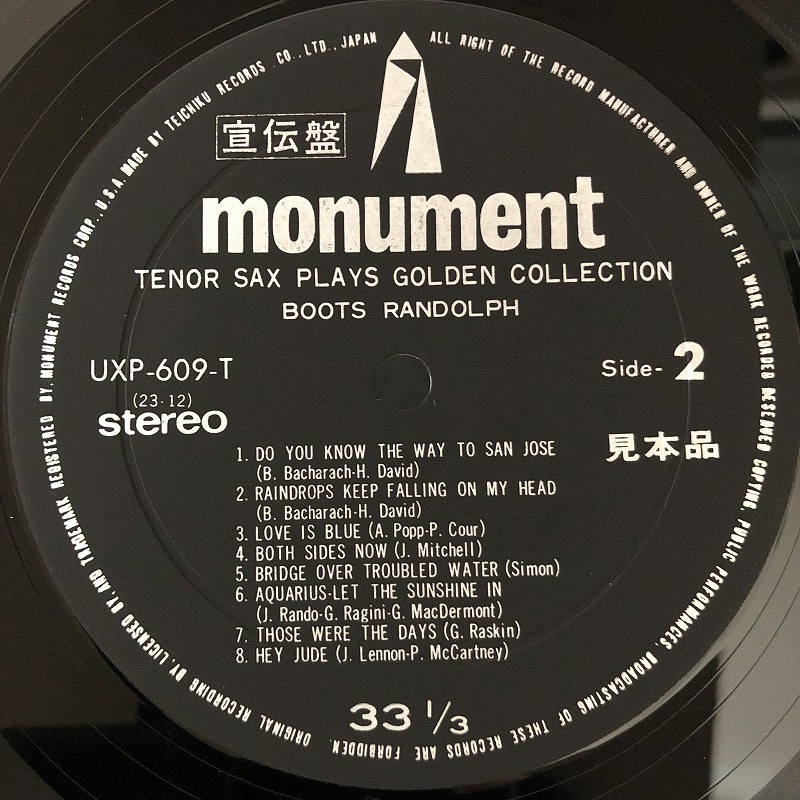 MADE BY TEICHIKU RECORDS CO., LTD., JAPAN
ALL RIGHT OF THE RECORD MANUFACTURER AND OWNER OF THE WORK RECORDED RESERVED COPYING, PUBLIC PERFORMANCES, BROADCASTING OF THESE RECORDS ARE FORBIDDEN.
ORIGINAL RECORDING BY, LICENSED BY, AND TRADEMARK REGISTERED BY, MONUMENT RECORDS CORP., U.S.A.
宣伝盤
monument
TENOR SAX PLAYS GOLDEN COLLECTION
BOOTS RANDOLPH
UXP-609-T
Side- 2
(23·12)
stereo
見本品
1. DO YOU KNOW THE WAY TO SAN JOSE
(B. Bacharach-H. David)
2. RAINDROPS KEEP FALLING ON MY HEAD
(B. Bacharach-H. David)
3. LOVE IS BLUE (A. Popp-P. Cour)
4. BOTH SIDES NOW (J. Mitchell)
5. BRIDGE OVER TROUBLED WATER (Simon)
6. AQUARIUS-LET THE SUNSHINE IN
(J. Rando-G. Ragini-G. MacDermont)
7. THOSE WERE THE DAYS (G. Raskin)
8. HEY JUDE (J. Lennon-P. McCartney)
33 1/3